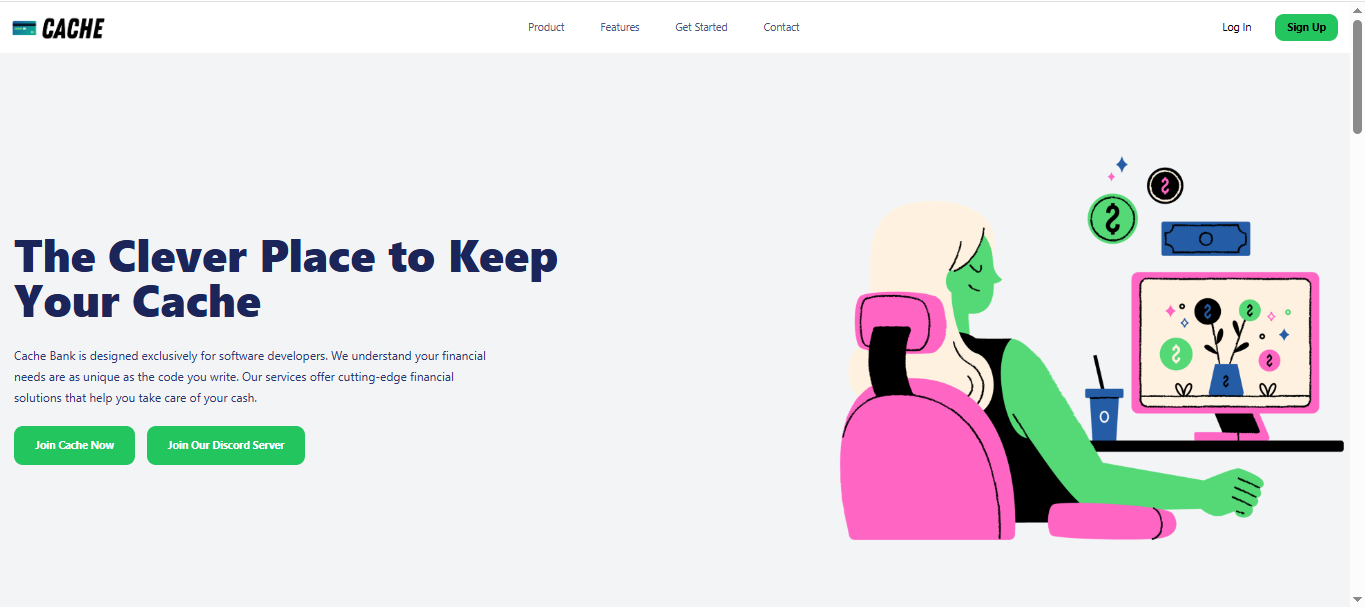 CACHE
Product
Features
Get Started
Contact
Log In
Sign Up
The Clever Place to Keep
Your Cache
Cache Bank is designed exclusively for software developers. We understand your financial
needs are as unique as the code you write. Our services offer cutting-edge financial
solutions that help you take care of your cash.
Join Cache Now
Join Our Discord Server